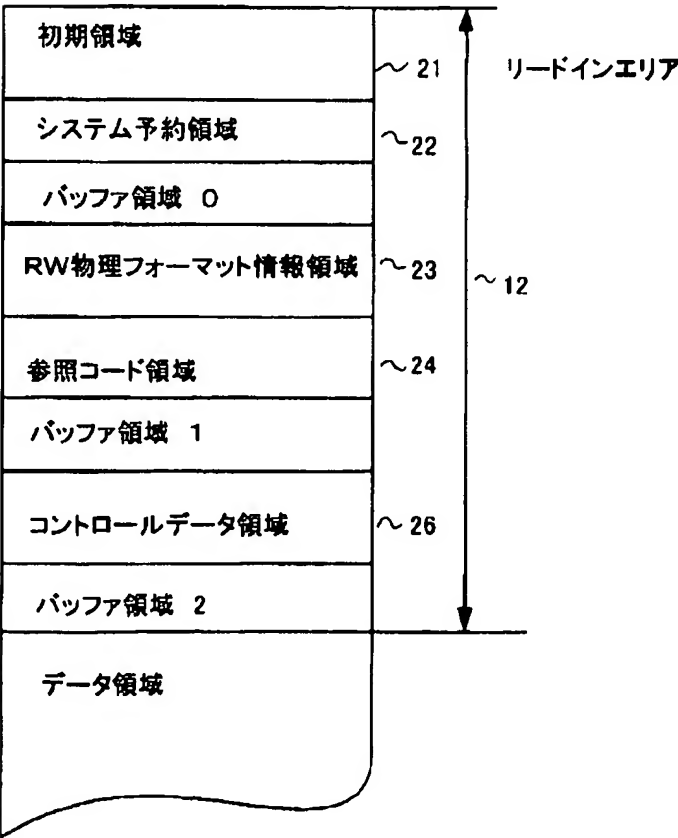 初期領域
～21
リードインエリア
システム予約領域
～22
バッファ領域 0
RW物理フォーマット情報領域
～23
～12
参照コード領域
～24
バッファ領域 1
コントロールデータ領域
～26
バッファ領域 2
データ領域